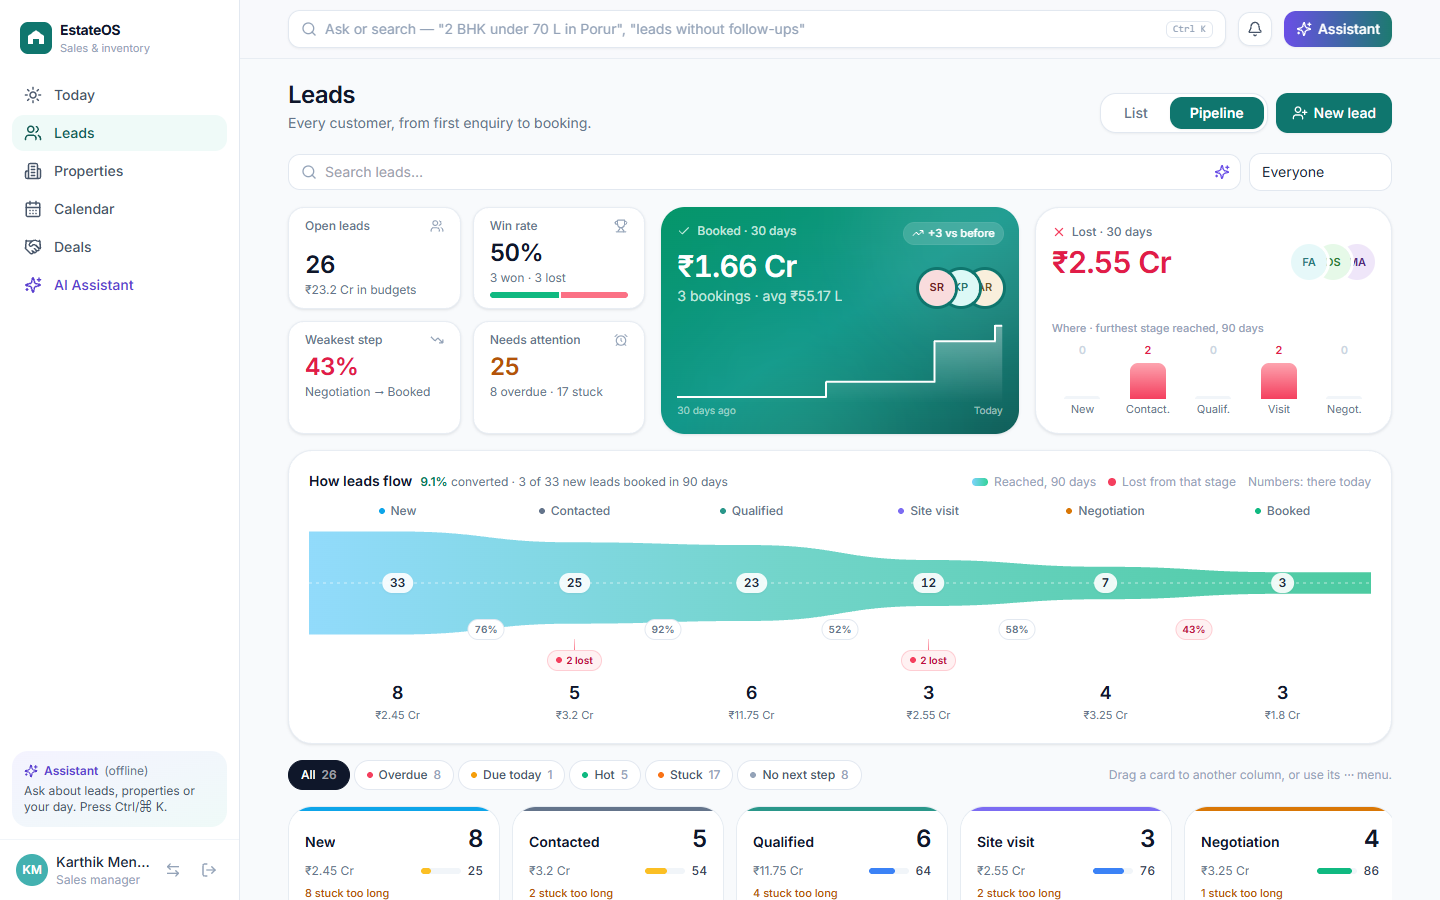 EstateOS
Sales & inventory
Today
Leads
Properties
Calendar
Deals
AI Assistant
Assistant (offline)
Ask about leads, properties or
your day. Press Ctrl/⌘ K.
KM
Karthik Men...
Sales manager
Ask or search — "2 BHK under 70 L in Porur", "leads without follow-ups"
Ctrl K
Assistant
Leads
Every customer, from first enquiry to booking.
List
Pipeline
New lead
Search leads...
Everyone
Open leads
26
₹23.2 Cr in budgets
Win rate
50%
3 won · 3 lost
Weakest step
43%
Negotiation → Booked
Needs attention
25
8 overdue · 17 stuck
Booked · 30 days
+3 vs before
₹1.66 Cr
3 bookings · avg ₹55.17 L
SR
AR
30 days ago
Today
Lost · 30 days
₹2.55 Cr
FA
Where · furthest stage reached, 90 days
0 2 0 2 0
New Contact. Qualif. Visit Negot.
How leads flow 9.1% converted · 3 of 33 new leads booked in 90 days
Reached, 90 days Lost from that stage Numbers: there today
New Contacted Qualified Site visit Negotiation Booked
33 25 23 12 7 3
76% 92% 52% 58% 43%
2 lost 2 lost
8 5 6 3 4 3
₹2.45 Cr ₹3.2 Cr ₹11.75 Cr ₹2.55 Cr ₹3.25 Cr ₹1.8 Cr
All 26 Overdue 8 Due today 1 Hot 5 Stuck 17 No next step 8
Drag a card to another column, or use its ··· menu.
New 8
₹2.45 Cr 25
8 stuck too long
Contacted 5
₹3.2 Cr 54
2 stuck too long
Qualified 6
₹11.75 Cr 64
4 stuck too long
Site visit 3
₹2.55 Cr 76
2 stuck too long
Negotiation 4
₹3.25 Cr 86
1 stuck too long